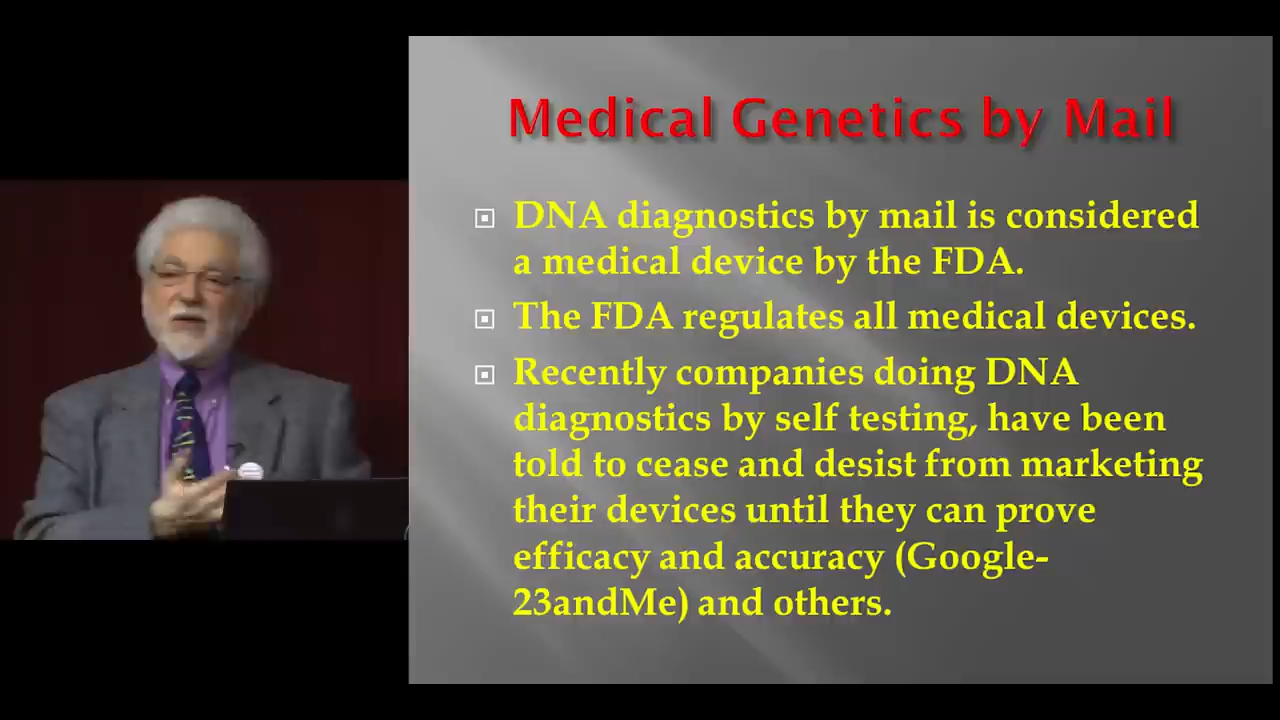 Medical Genetics by Mail
DNA diagnostics by mail is considered
a medical device by the FDA.
The FDA regulates all medical devices.
Recently companies doing DNA
diagnostics by self testing, have been
told to cease and desist from marketing
their devices until they can prove
efficacy and accuracy (Google-
23andMe) and others.